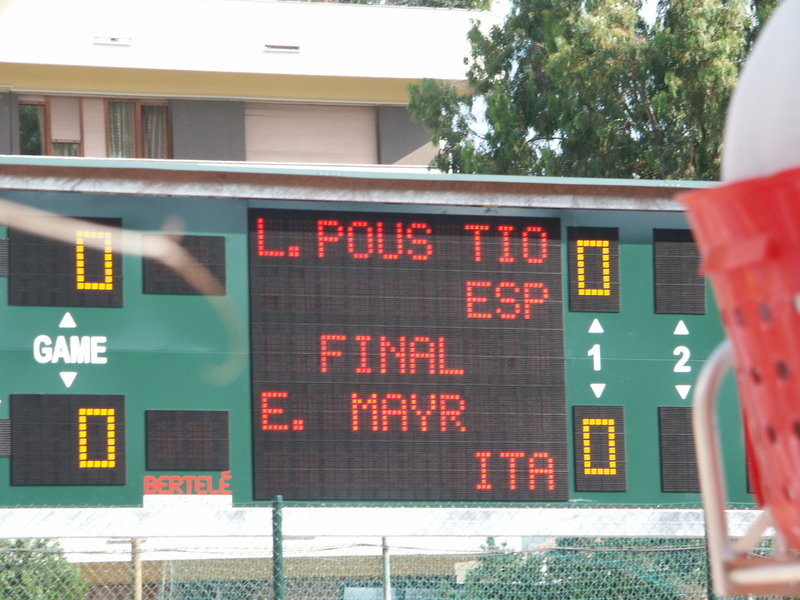 L. POUS TIO
ESP
FINAL
E. MAYR
ITA
0
0
GAME
0
0
1
2
BERTELÉ